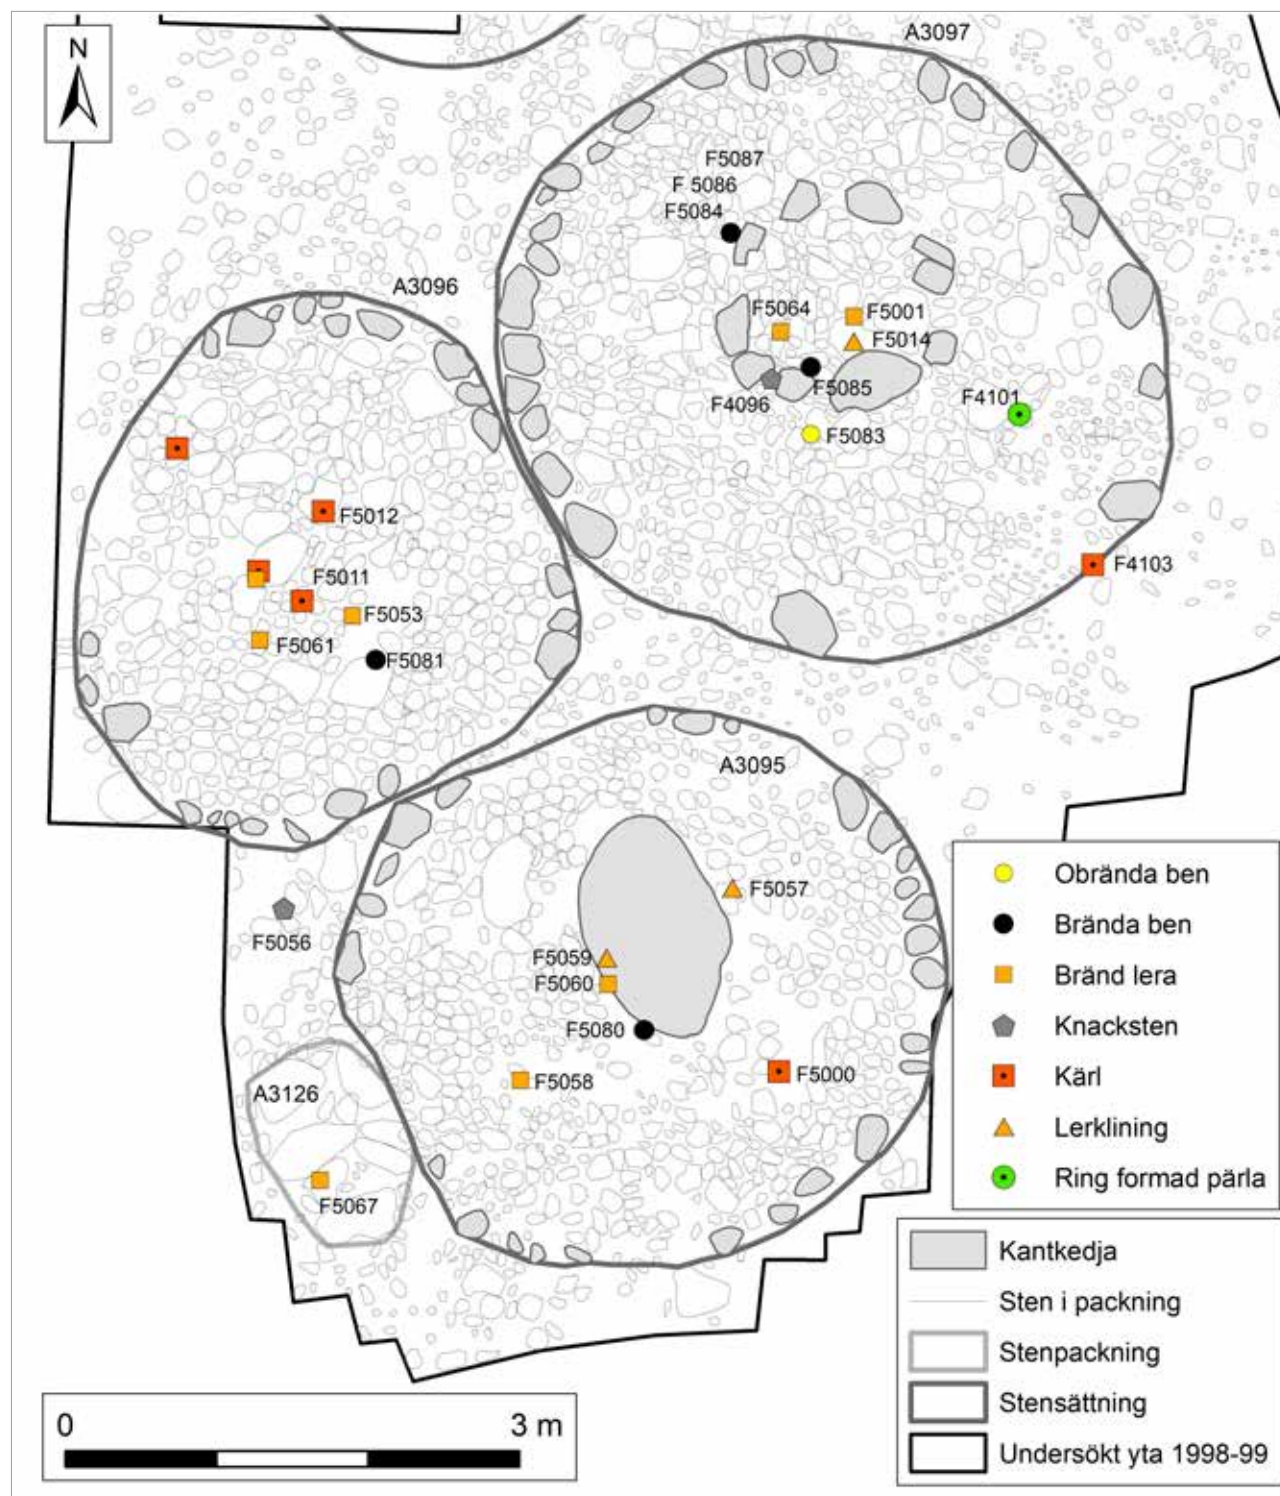 N
A3097
F5087
F 5086
F5084
A3096
F5064
F5001
F5014
F5085
F4096
F4101
F5083
F5012
F4103
F5011
F5053
F5061
F5081
A3095
F5057
F5056
F5059
F5060
F5080
F5058
F5000
A3126
F5067
Obrända ben
Brända ben
Bränd lera
Knacksten
Kärl
Lerklining
Ring formad pärla
Kantkedja
Sten i packning
Stenpackning
Stensättning
Undersökt yta 1998-99
0 3 m